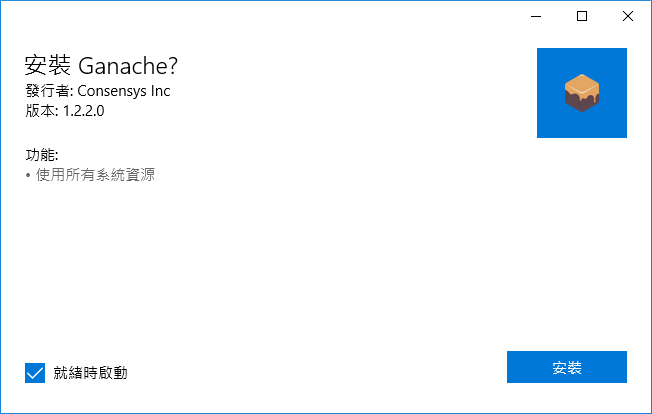 安裝 Ganache?
發行者: Consensys Inc
版本: 1.2.2.0
功能:
• 使用所有系統資源
就緒時啟動
安裝